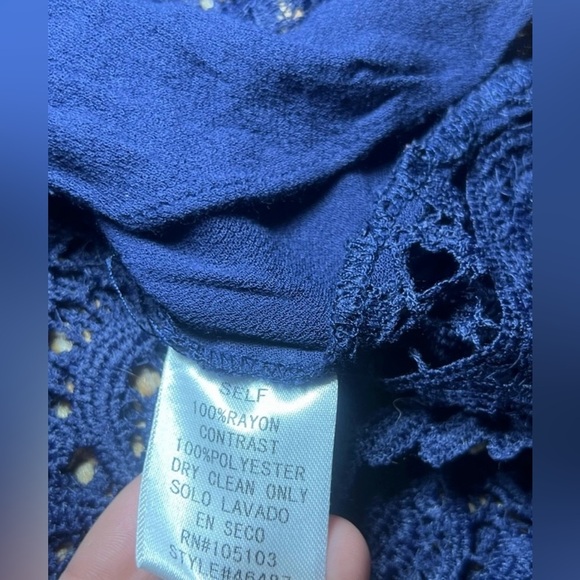 SELF
100%RAYON
CONTRAST
100%POLYESTER
DRY CLEAN ONLY
SOLO LAVADO
EN SECO
RN#105103